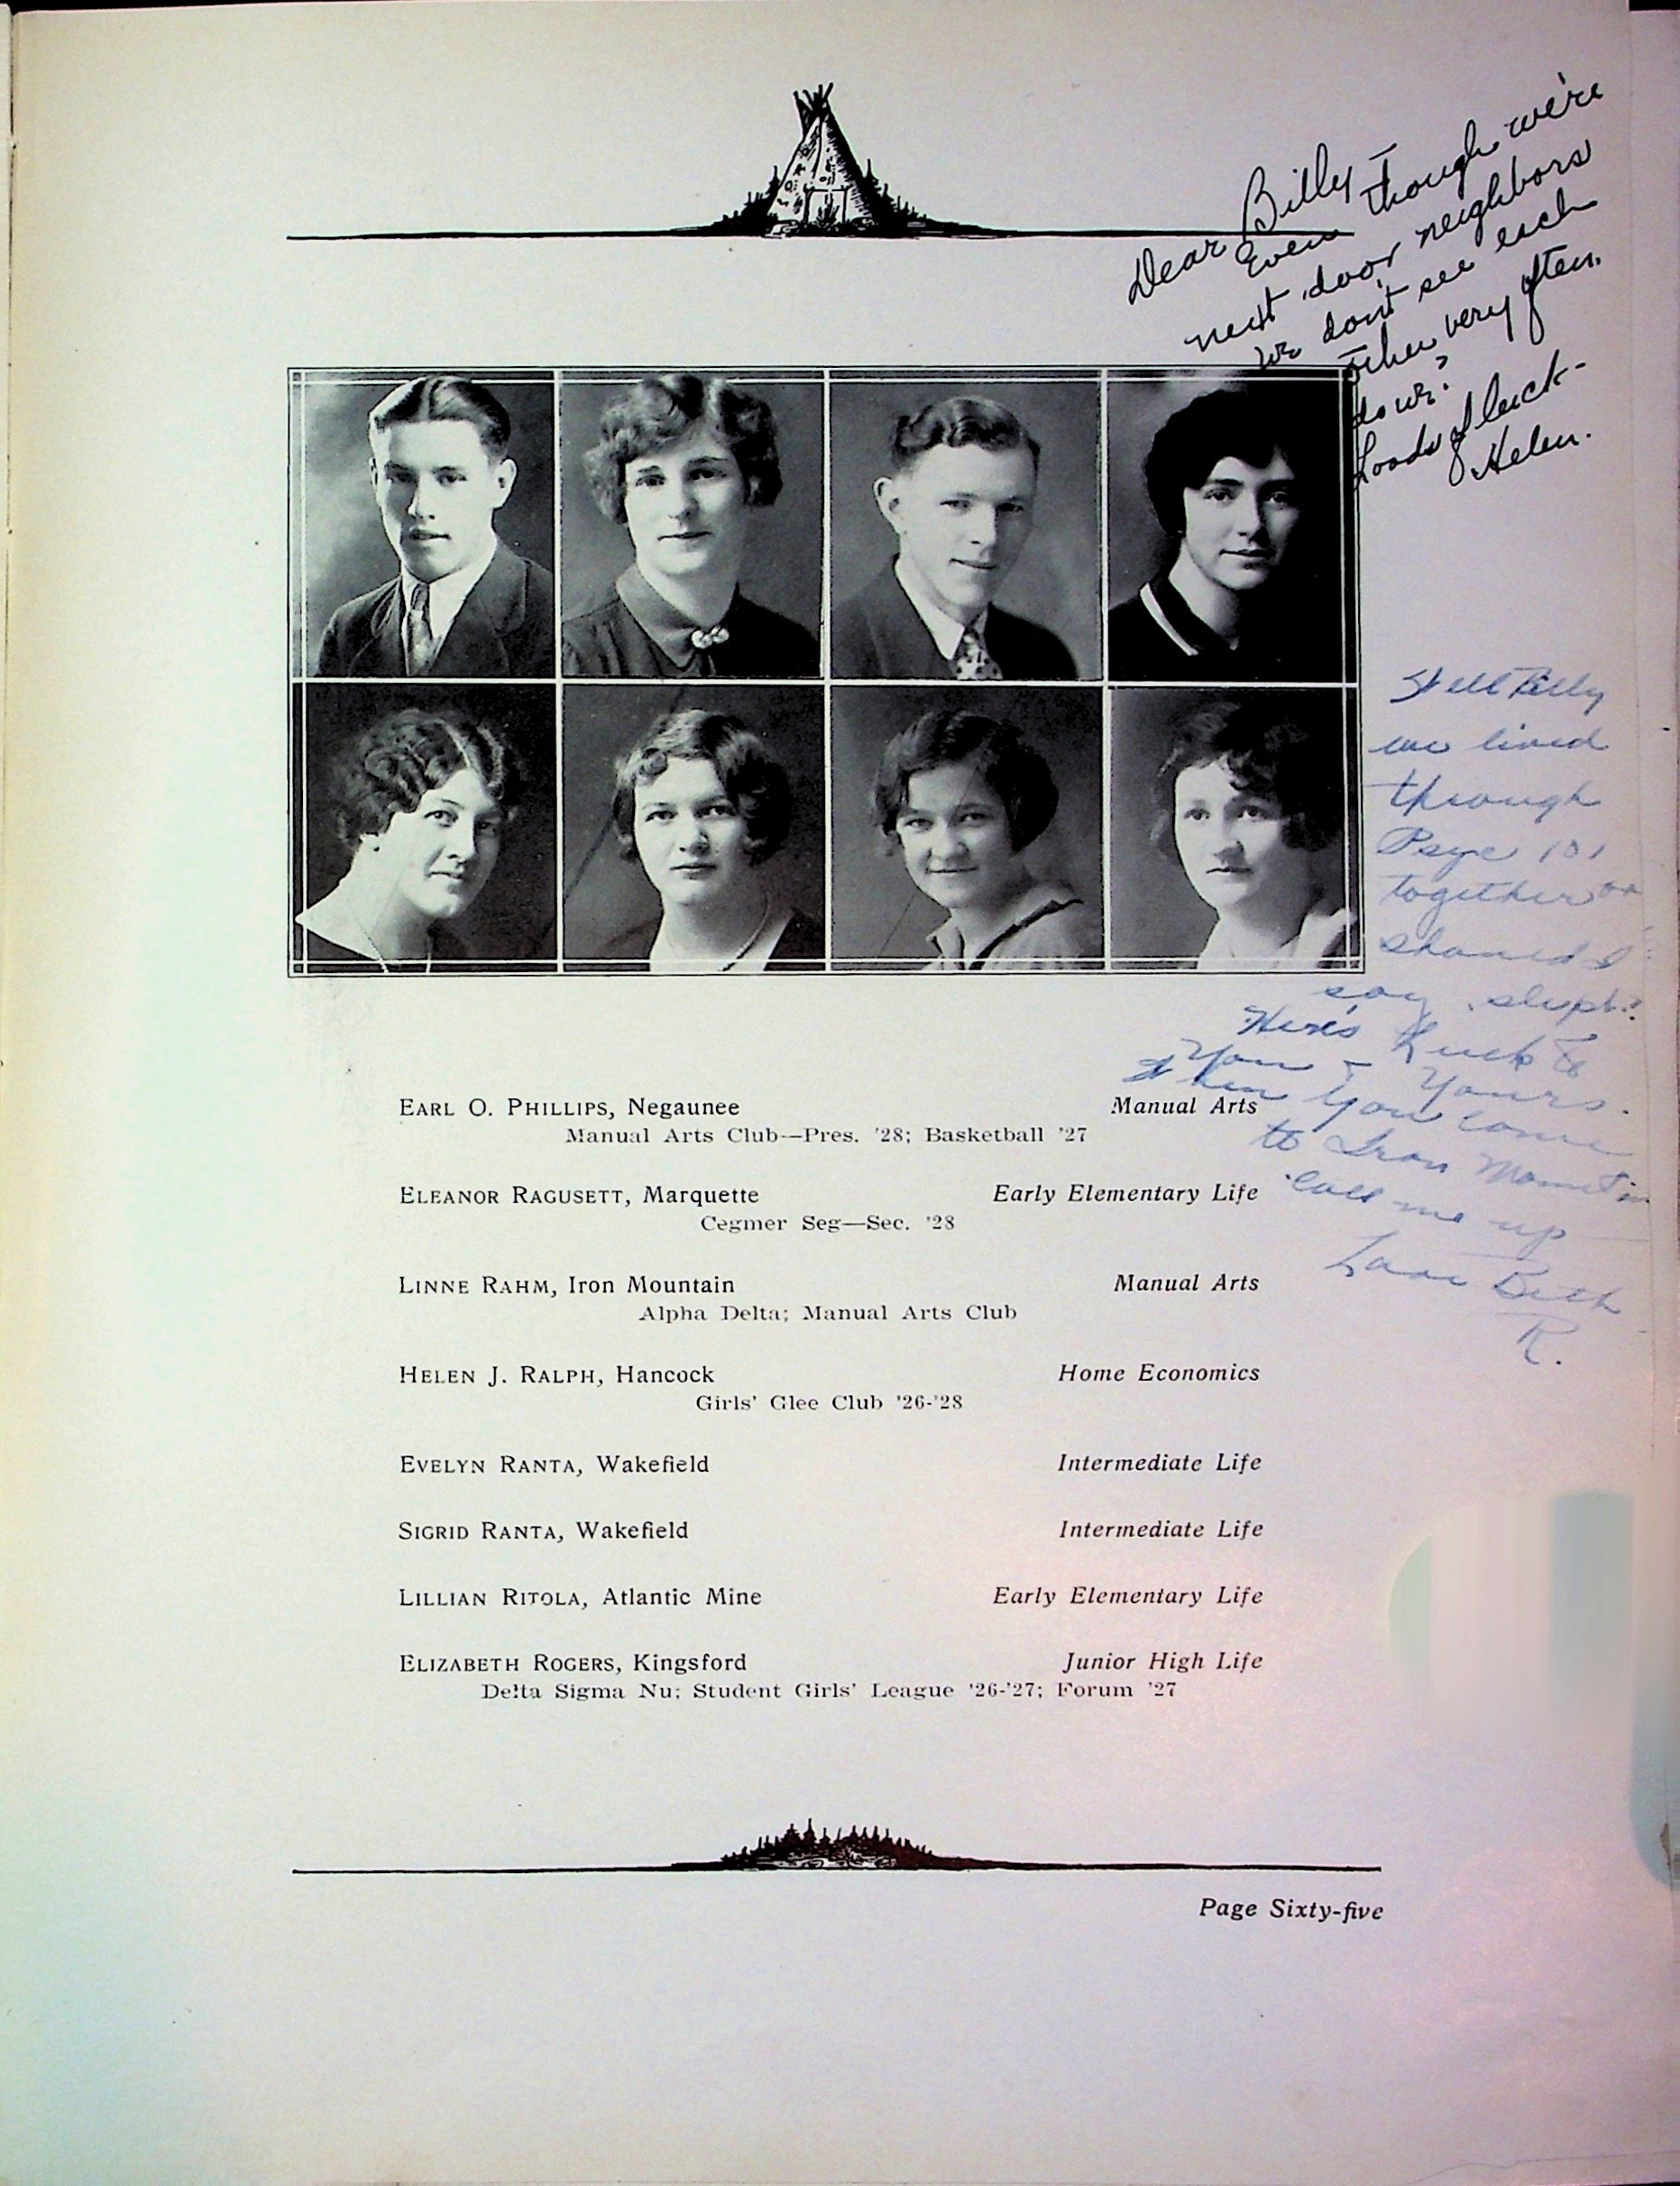 Dear Billy -
Even though we're
next door neighbors
we don't see each
other very often.
do we?
Loads of luck -
Helen.
Well Billy
we lived
through
Psyc 101
together or
should I
say slept?
Here's Luck to
You & Yours.
When You come
to Iron Mountain
call me up
Love Beth
R.
EARL O. PHILLIPS, Negaunee Manual Arts
Manual Arts Club—Pres. '28; Basketball '27
ELEANOR RAGUSETT, Marquette Early Elementary Life
Cegmer Seg—Sec. '28
LINNE RAHM, Iron Mountain Manual Arts
Alpha Delta; Manual Arts Club
HELEN J. RALPH, Hancock Home Economics
Girls' Glee Club '26-'28
EVELYN RANTA, Wakefield Intermediate Life
SIGRID RANTA, Wakefield Intermediate Life
LILLIAN RITOLA, Atlantic Mine Early Elementary Life
ELIZABETH ROGERS, Kingsford Junior High Life
Delta Sigma Nu; Student Girls' League '26-'27; Forum '27
Page Sixty-five